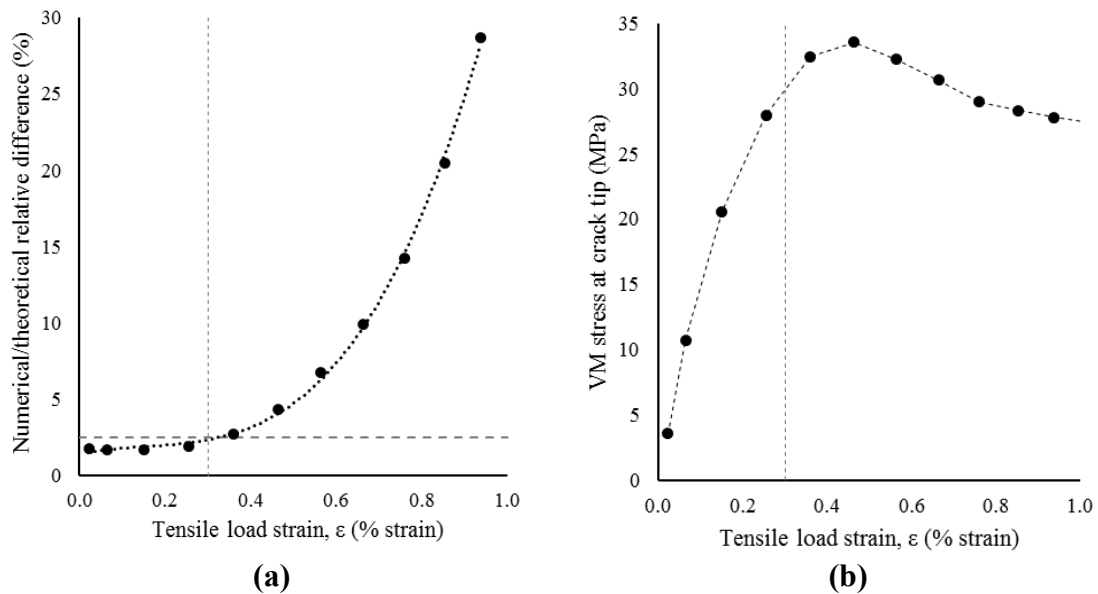 Numerical/theoretical relative difference (%)
30
25
20
15
10
5
0
0.0 0.2 0.4 0.6 0.8 1.0
Tensile load strain, ε (% strain)
(a)
VM stress at crack tip (MPa)
35
30
25
20
15
10
5
0
0.0 0.2 0.4 0.6 0.8 1.0
Tensile load strain, ε (% strain)
(b)